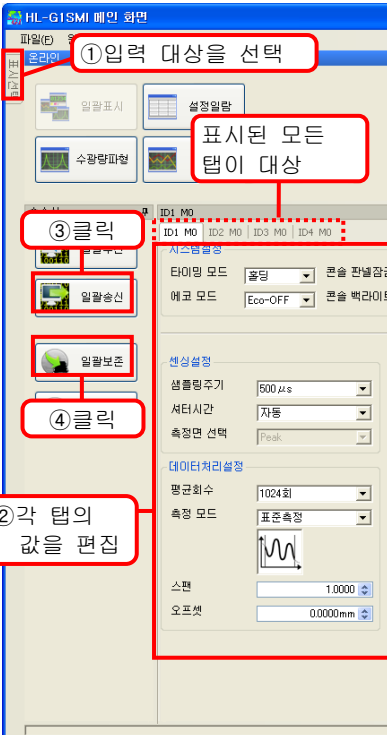 HL-G1SMI 메인 화면
파일(F)
온라인
표시선택
①입력 대상을 선택
일괄표시
설정일람
수광량파형
표시된 모든
탭이 대상
ID1 M0
ID1 M0 ID2 M0 ID3 M0 ID4 M0
③클릭
일괄송신
일괄보존
④클릭
시스템설정
타이밍 모드 홀딩 콘솔 판넬잠금
에코 모드 Eco-OFF 콘솔 백라이트
센싱설정
샘플링주기 500㎲
셔터시간 자동
측정면 선택 Peak
데이터처리설정
평균회수 1024회
측정 모드 표준측정
②각 탭의
값을 편집
스팬 1.0000
오프셋 0.0000mm